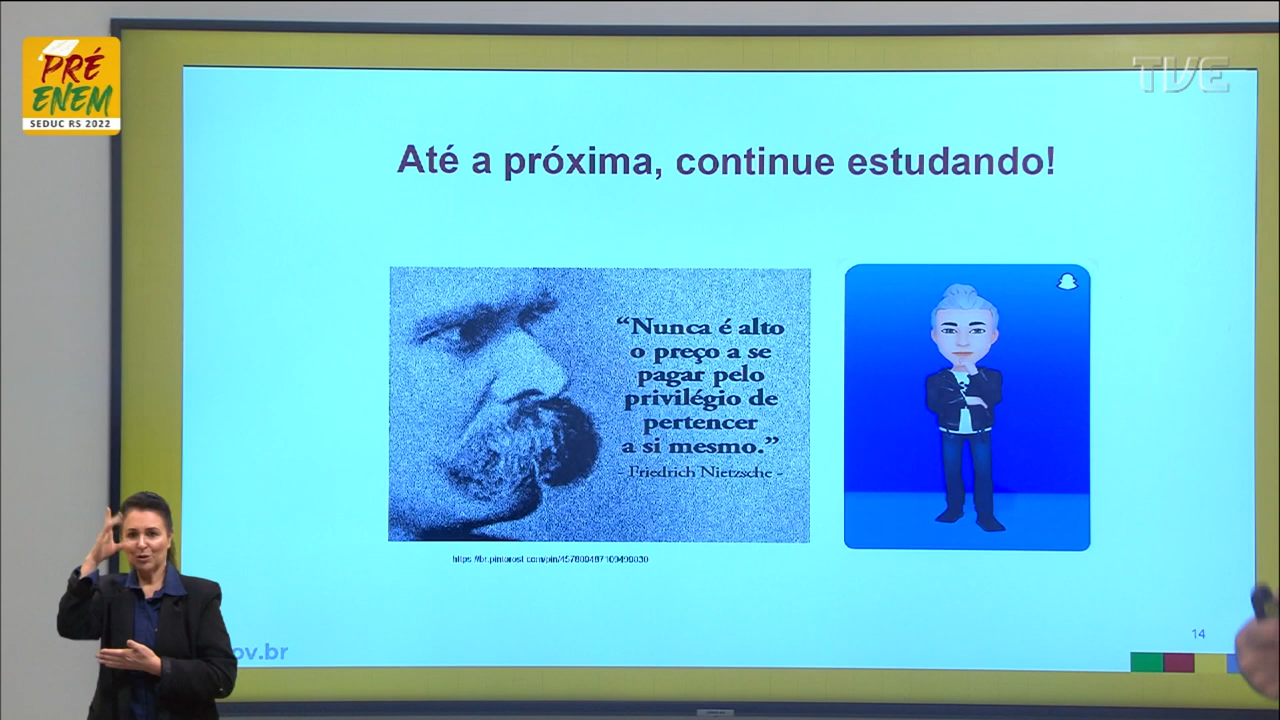 PRÉ
ENEM
SEDUC RS 2022
TVE
Até a próxima, continue estudando!
“Nunca é alto
o preço a se
pagar pelo
privilégio de
pertencer
a si mesmo.”
- Friedrich Nietzsche -
14
ov.br